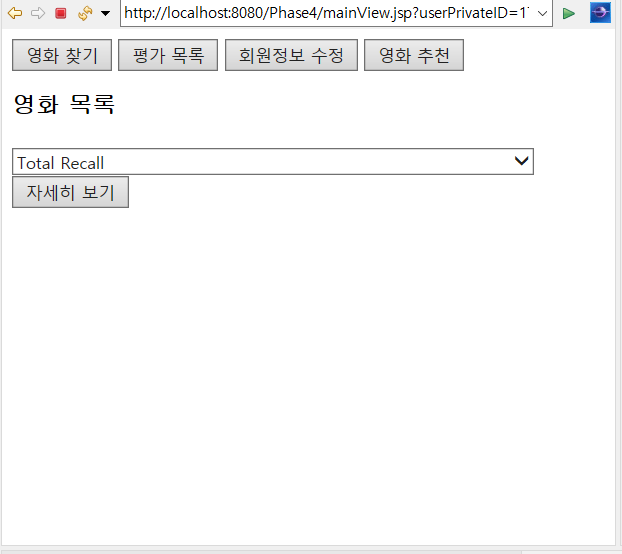 http://localhost:8080/Phase4/mainView.jsp?userPrivateID=1
영화 찾기 평가 목록 회원정보 수정 영화 추천
영화 목록
Total Recall
자세히 보기